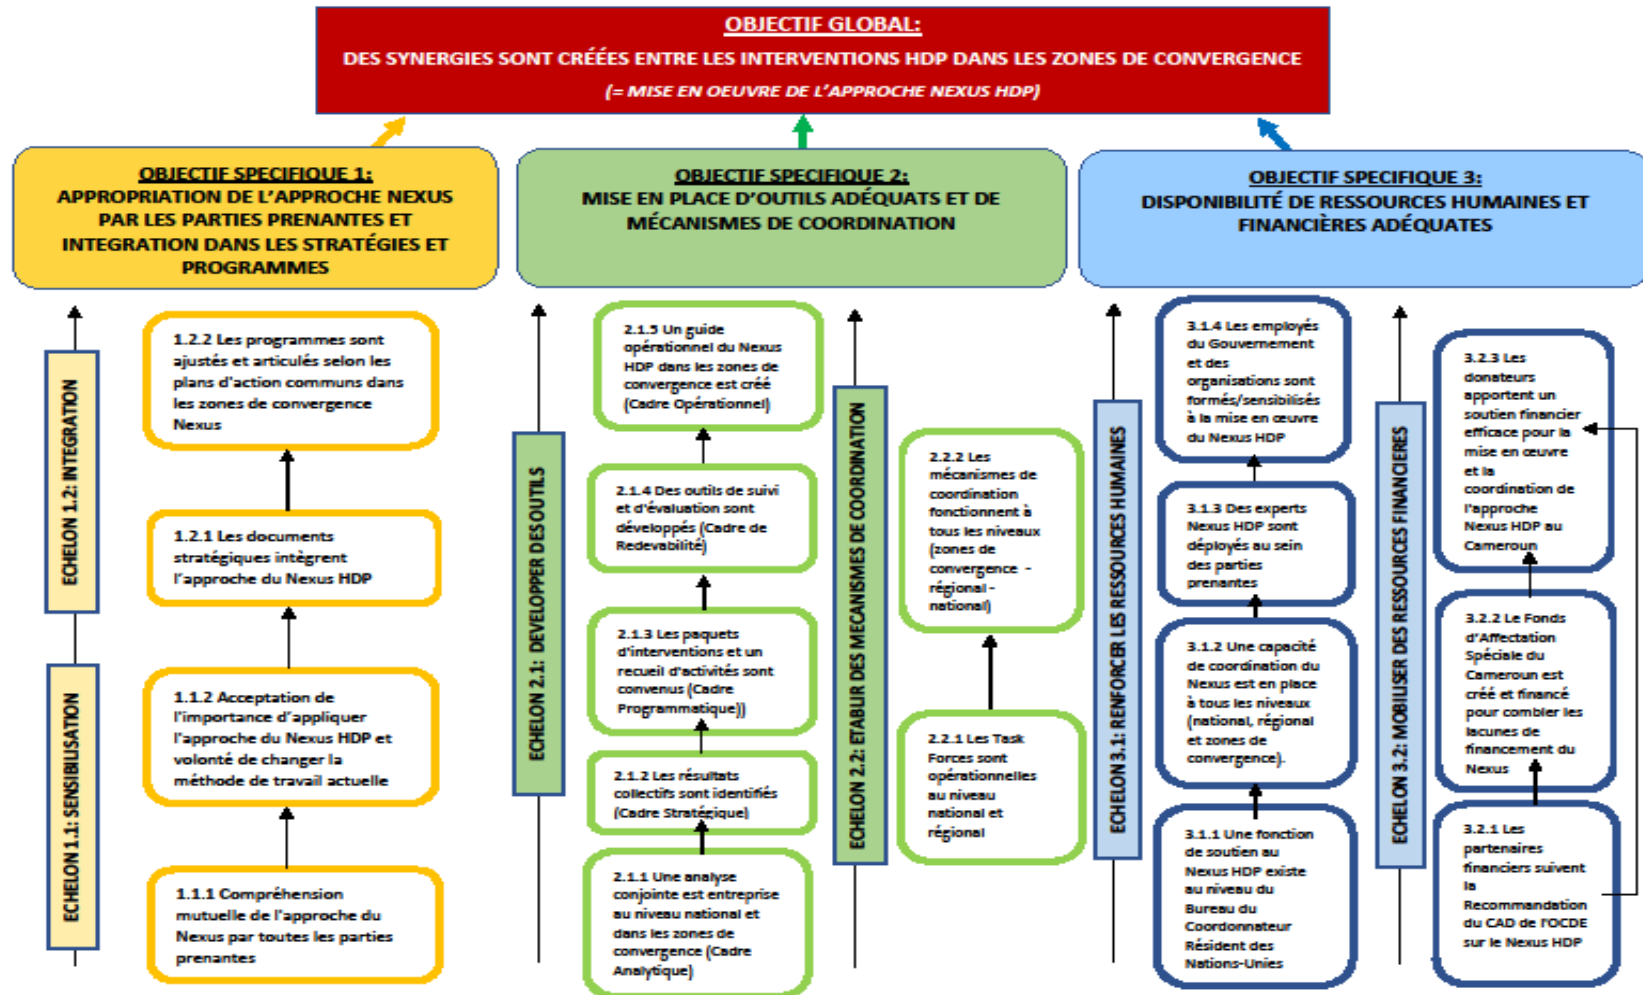 OBJECTIF GLOBAL:
DES SYNERGIES SONT CRÉÉES ENTRE LES INTERVENTIONS HDP DANS LES ZONES DE CONVERGENCE
(= MISE EN OEUVRE DE L'APPROCHE NEXUS HDP)
OBJECTIF SPECIFIQUE 1:
APPROPRIATION DE L'APPROCHE NEXUS
PAR LES PARTIES PRENANTES ET
INTEGRATION DANS LES STRATÉGIES ET
PROGRAMMES
OBJECTIF SPECIFIQUE 2:
MISE EN PLACE D'OUTILS ADÉQUATS ET DE
MÉCANISMES DE COORDINATION
OBJECTIF SPECIFIQUE 3:
DISPONIBILITÉ DE RESSOURCES HUMAINES ET
FINANCIÈRES ADÉQUATES
ECHELON 1.2: INTEGRATION
ECHELON 1.1: SENSIBILISATION
1.2.2 Les programmes sont
ajustés et articulés selon les
plans d'action communs dans
les zones de convergence
Nexus
1.2.1 Les documents
stratégiques intègrent
l'approche du Nexus HDP
1.1.2 Acceptation de
l'importance d'appliquer
l'approche du Nexus HDP et
volonté de changer la
méthode de travail actuelle
1.1.1 Compréhension
mutuelle de l'approche du
Nexus par toutes les parties
prenantes
ECHELON 2.1: DEVELOPPER DES OUTILS
2.1.5 Un guide
opérationnel du Nexus
HDP dans les zones de
convergence est créé
(Cadre Opérationnel)
2.1.4 Des outils de suivi
et d'évaluation sont
développés (Cadre de
Redevabilité)
2.1.3 Les paquets
d'interventions et un
recueil d'activités sont
convenus (Cadre
Programmatique))
2.1.2 Les résultats
collectifs sont identifiés
(Cadre Stratégique)
2.1.1 Une analyse
conjointe est entreprise
au niveau national et
dans les zones de
convergence (Cadre
Analytique)
ECHELON 2.2: ETABLIR DES MECANISMES DE COORDINATION
2.2.2 Les
mécanismes de
coordination
fonctionnent à
tous les niveaux
(zones de
convergence -
régional -
national)
2.2.1 Les Task
Forces sont
opérationnelles
au niveau
national et
régional
ECHELON 3.1: RENFORCER LES RESSOURCES HUMAINES
3.1.4 Les employés
du Gouvernement
et des
organisations sont
formés/sensibilisés
à la mise en œuvre
du Nexus HDP
3.1.3 Des experts
Nexus HDP sont
déployés au sein
des parties
prenantes
3.1.2 Une capacité
de coordination du
Nexus est en place
à tous les niveaux
(national, régional
et zones de
convergence).
3.1.1 Une fonction
de soutien au
Nexus HDP existe
au niveau du
Bureau du
Coordonnateur
Résident des
Nations-Unies
ECHELON 3.2: MOBILISER DES RESSOURCES FINANCIERES
3.2.3 Les
donateurs
apportent un
soutien financier
efficace pour la
mise en œuvre
et la
coordination de
l'approche
Nexus HDP au
Cameroun
3.2.2 Le Fonds
d'Affectation
Spéciale du
Cameroun est
créé et financé
pour combler les
lacunes de
financement du
Nexus
3.2.1 Les
partenaires
financiers suivent
la
Recommandation
du CAD de l'OCDE
sur le Nexus HDP